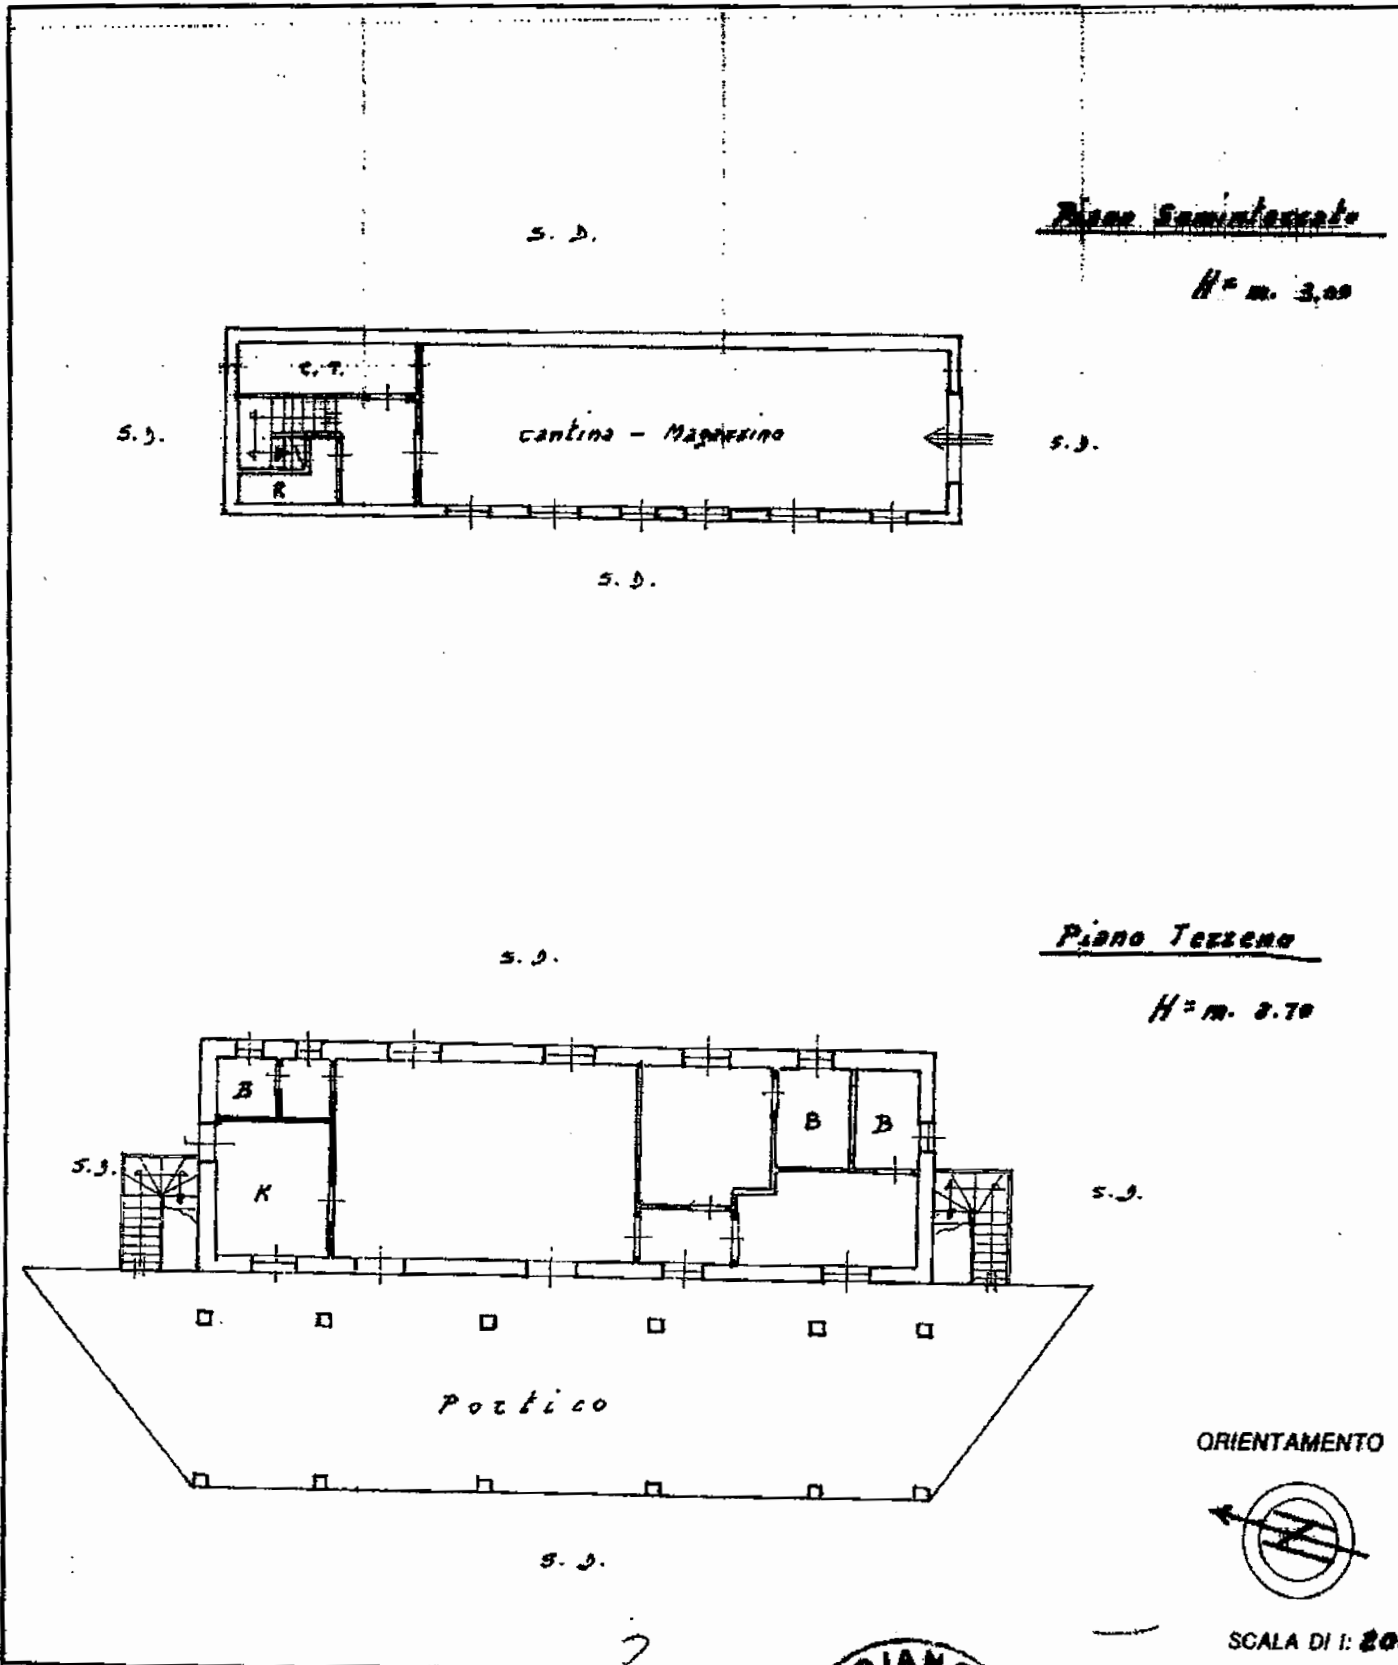 Piano Seminterrato
H = m. 3,00
S. D.
C. T.
S. D.
cantina - Magazzino
S. D.
R
S. D.
Piano Terreno
H = m. 2.70
S. D.
B
B
B
S. D.
K
S. D.
Portico
S. D.
ORIENTAMENTO
N
SCALA DI 1: 200